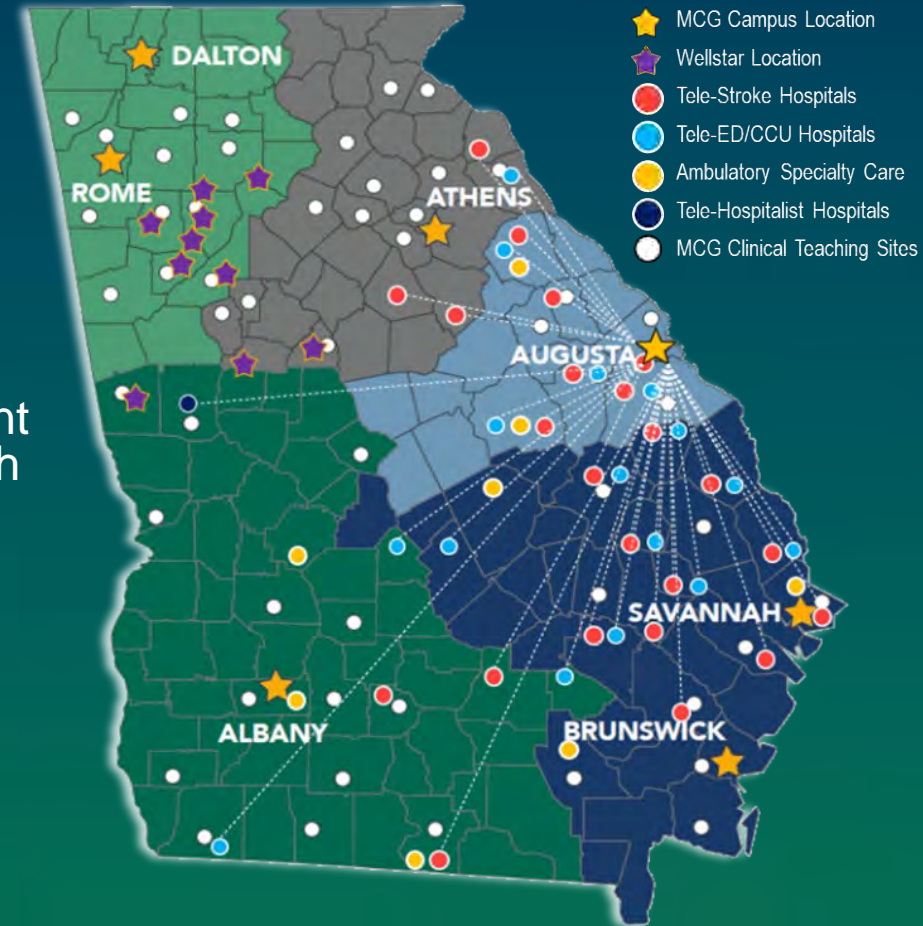 MCG Campus Location
Wellstar Location
Tele-Stroke Hospitals
Tele-ED/CCU Hospitals
Ambulatory Specialty Care
Tele-Hospitalist Hospitals
MCG Clinical Teaching Sites
DALTON
ROME
ATHENS
AUGUSTA
nt
h
SAVANNAH
ALBANY
BRUNSWICK